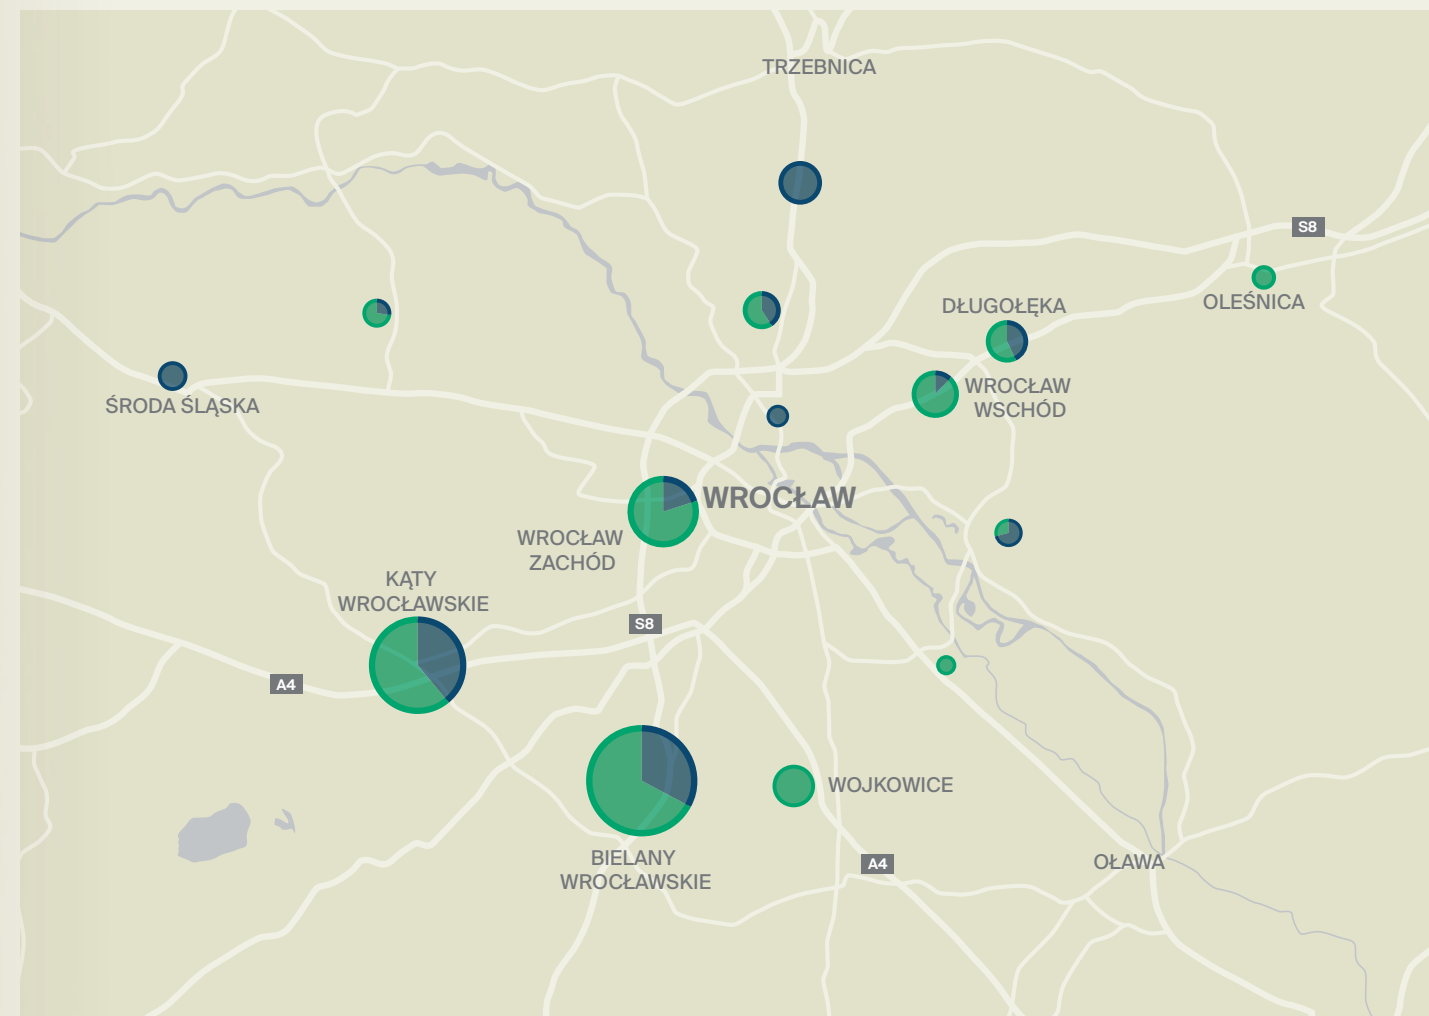 TRZEBNICA
S8
OLEŚNICA
DŁUGOŁĘKA
WROCŁAW
WSCHÓD
ŚRODA ŚLĄSKA
WROCŁAW
WROCŁAW
ZACHÓD
KĄTY
WROCŁAWSKIE
S8
A4
WOJKOWICE
BIELANY
WROCŁAWSKIE
A4
OŁAWA